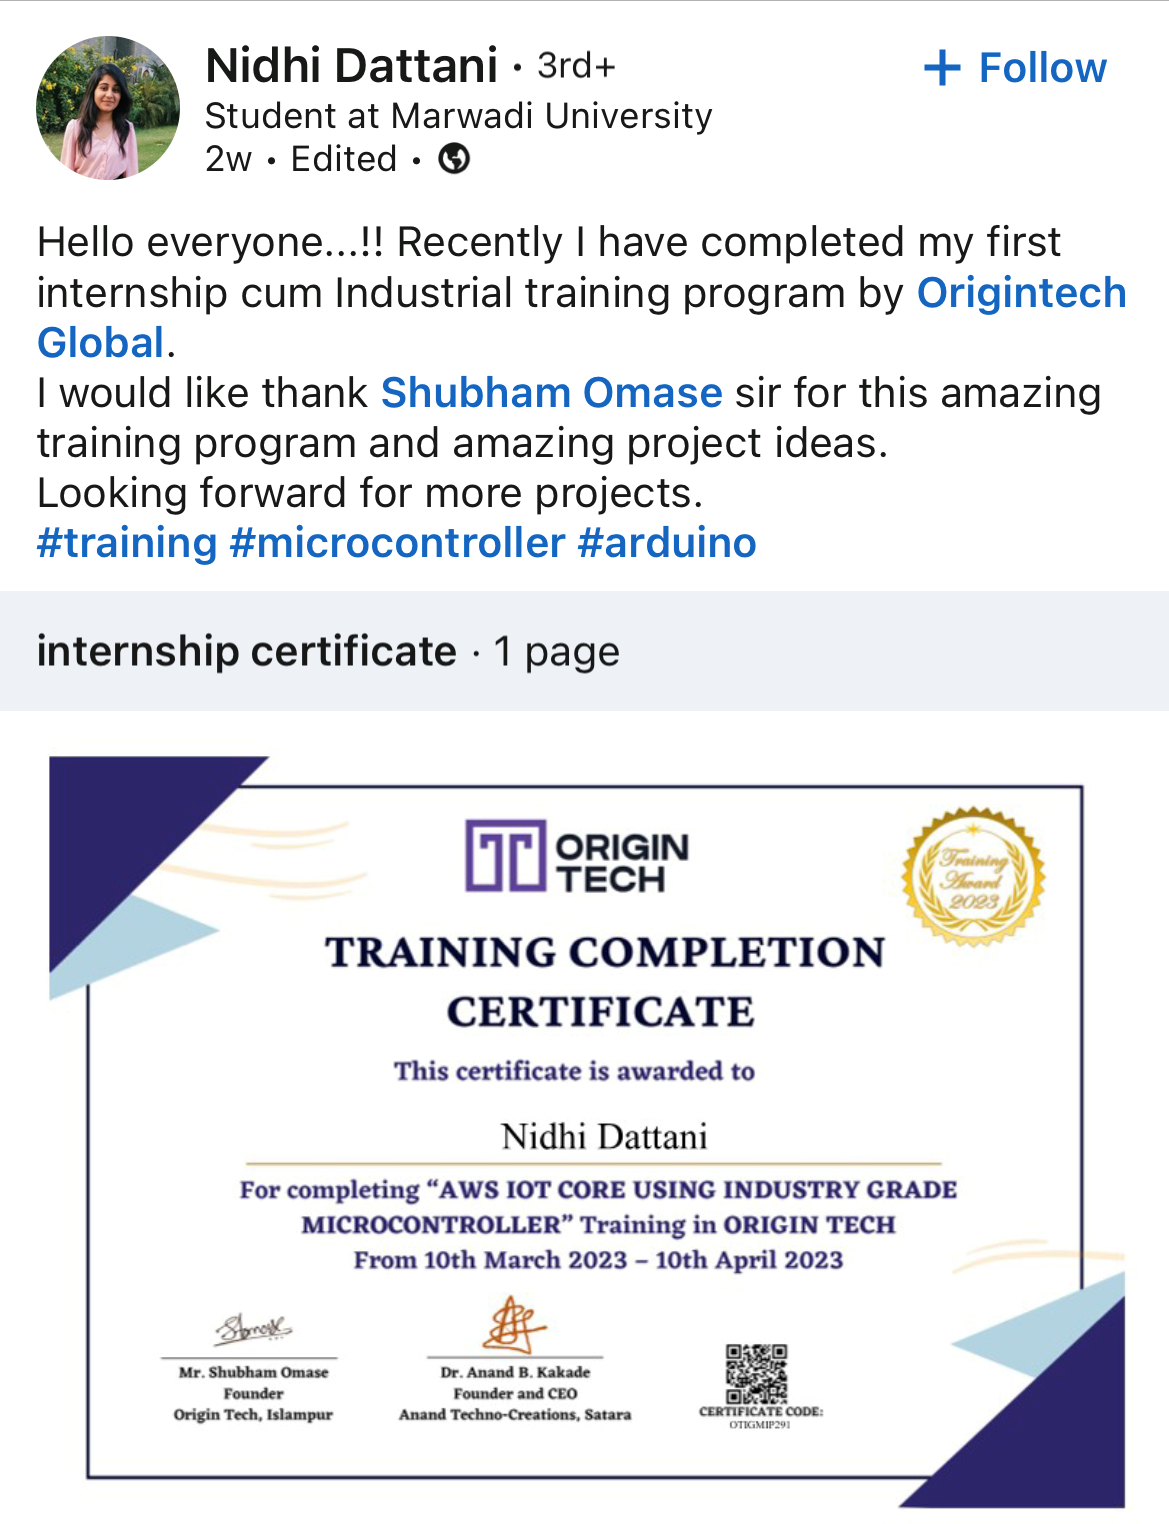 Nidhi Dattani · 3rd+
+ Follow
Student at Marwadi University
2w • Edited •
Hello everyone...!! Recently I have completed my first
internship cum Industrial training program by Origintech
Global.
I would like thank Shubham Omase sir for this amazing
training program and amazing project ideas.
Looking forward for more projects.
#training #microcontroller #arduino
internship certificate · 1 page
ORIGIN
TECH
Training
Award
2023
TRAINING COMPLETION
CERTIFICATE
This certificate is awarded to
Nidhi Dattani
For completing “AWS IOT CORE USING INDUSTRY GRADE
MICROCONTROLLER” Training in ORIGIN TECH
From 10th March 2023 – 10th April 2023
Mr. Shubham Omase
Founder
Origin Tech, Islampur
Dr. Anand B. Kakade
Founder and CEO
Anand Techno-Creations, Satara
CERTIFICATE CODE:
OTIGMIP291